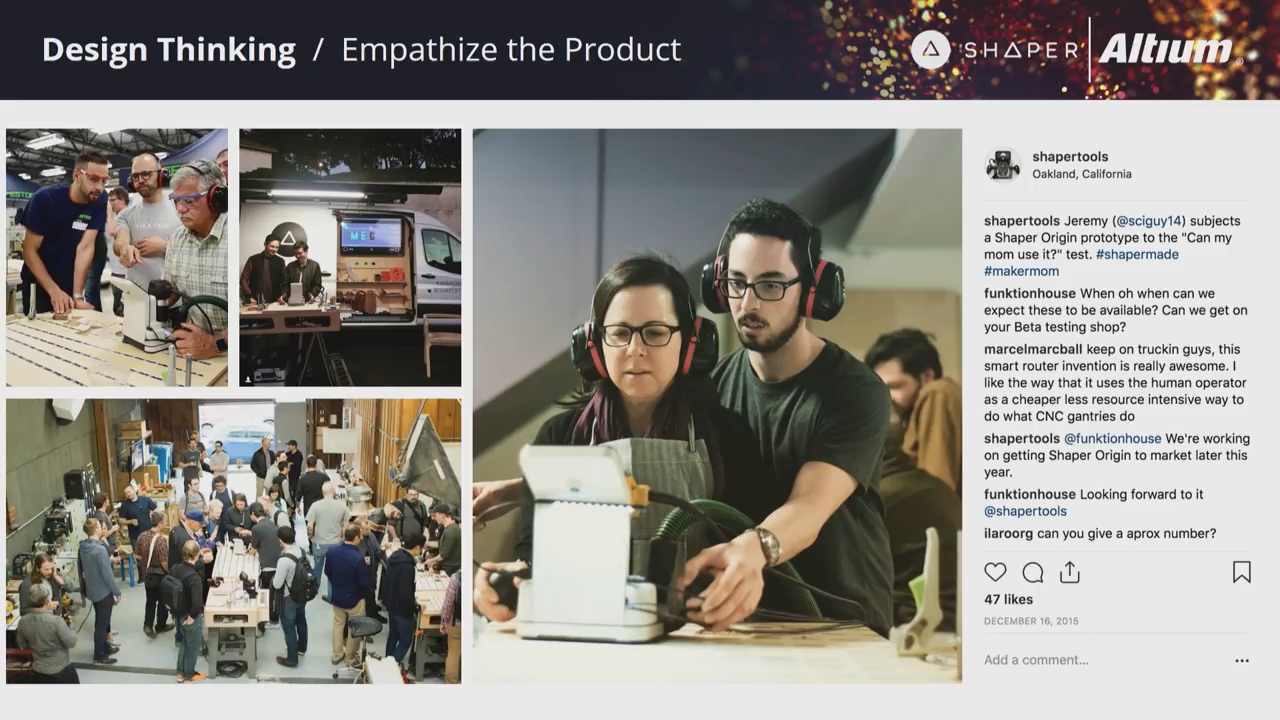 Design Thinking / Empathize the Product
SHAPER
Altium
MEG
shapertools
Oakland, California
shapertools Jeremy (@sciguy14) subjects
a Shaper Origin prototype to the "Can my
mom use it?" test. #shapermade
#makermom
funktionhouse When oh when can we
expect these to be available? Can we get on
your Beta testing shop?
marcelmarcball keep on truckin guys, this
smart router invention is really awesome. I
like the way that it uses the human operator
as a cheaper less resource intensive way to
do what CNC gantries do
shapertools @funktionhouse We're working
on getting Shaper Origin to market later this
year.
funktionhouse Looking forward to it
@shapertools
ilaroorg can you give a aprox number?
47 likes
DECEMBER 16, 2015
Add a comment...